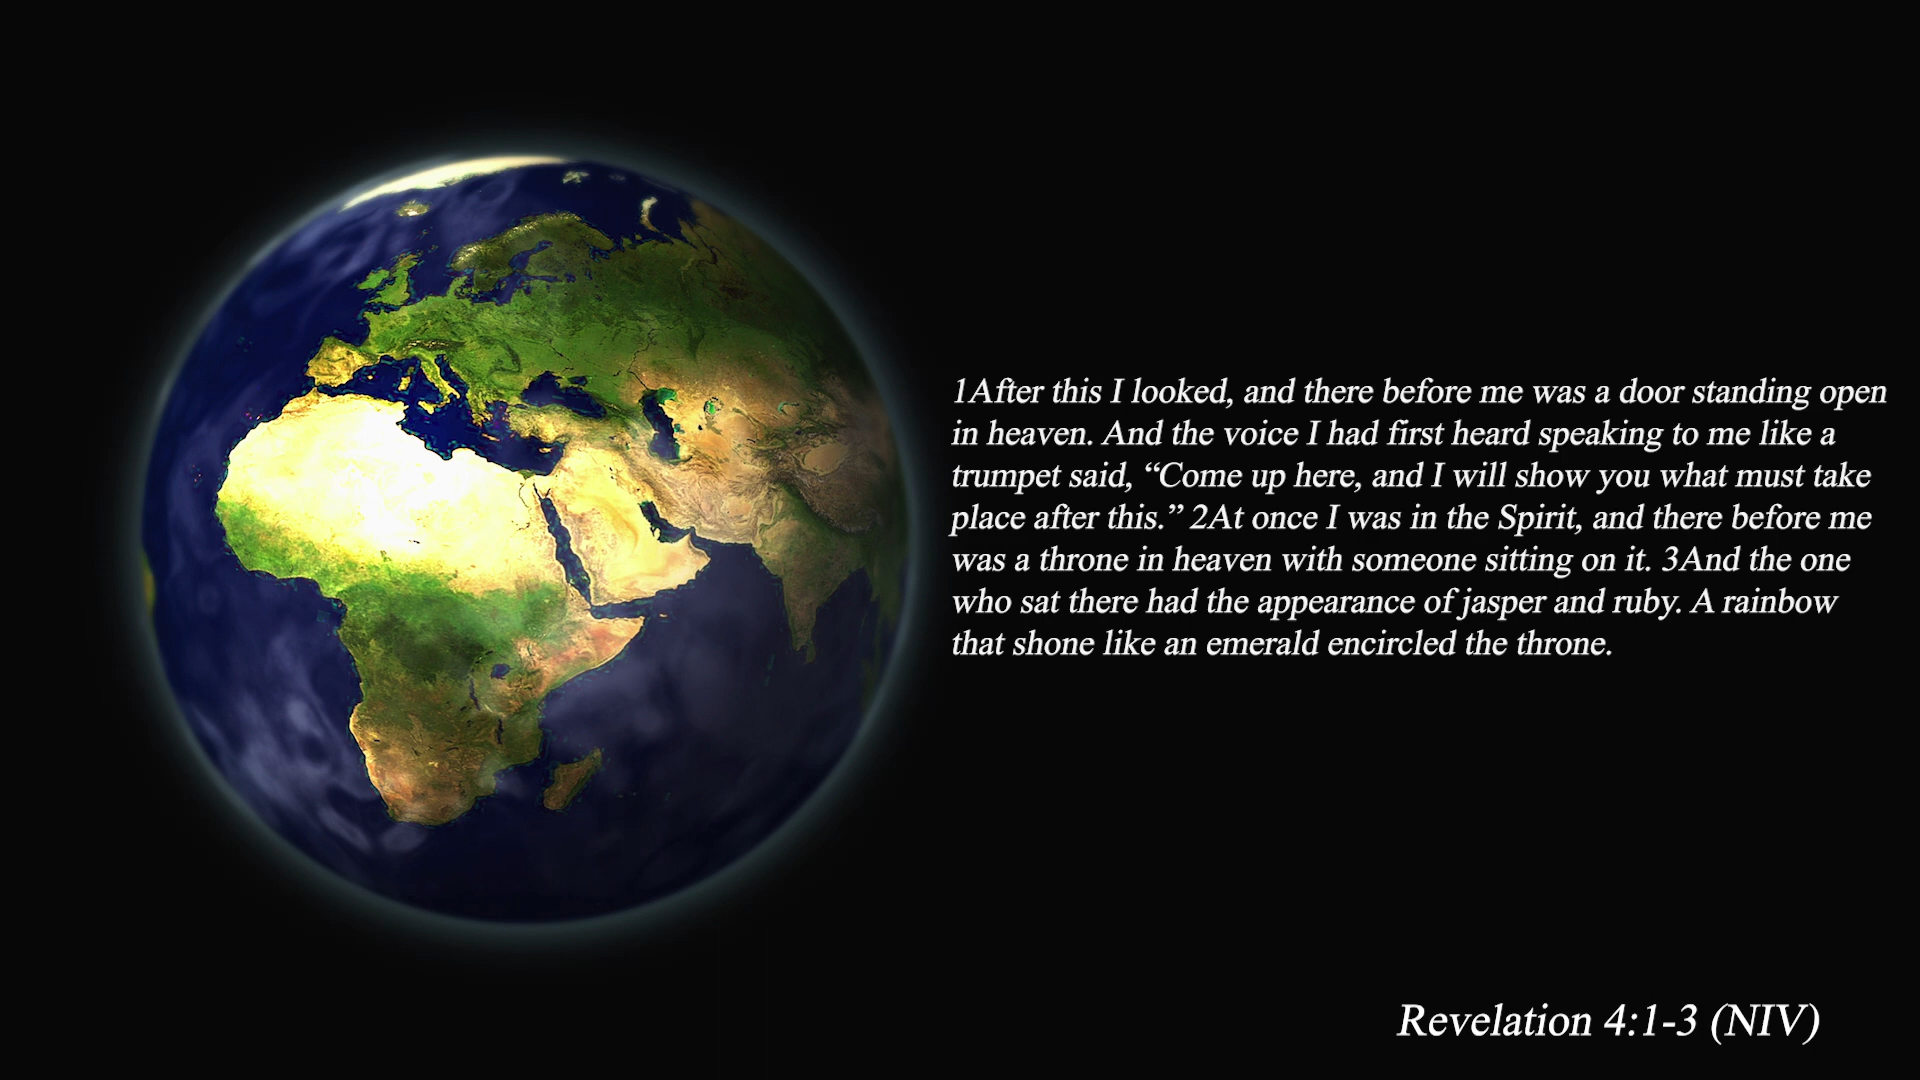 1After this I looked, and there before me was a door standing open
in heaven. And the voice I had first heard speaking to me like a
trumpet said, “Come up here, and I will show you what must take
place after this.” 2At once I was in the Spirit, and there before me
was a throne in heaven with someone sitting on it. 3And the one
who sat there had the appearance of jasper and ruby. A rainbow
that shone like an emerald encircled the throne.
Revelation 4:1-3 (NIV)